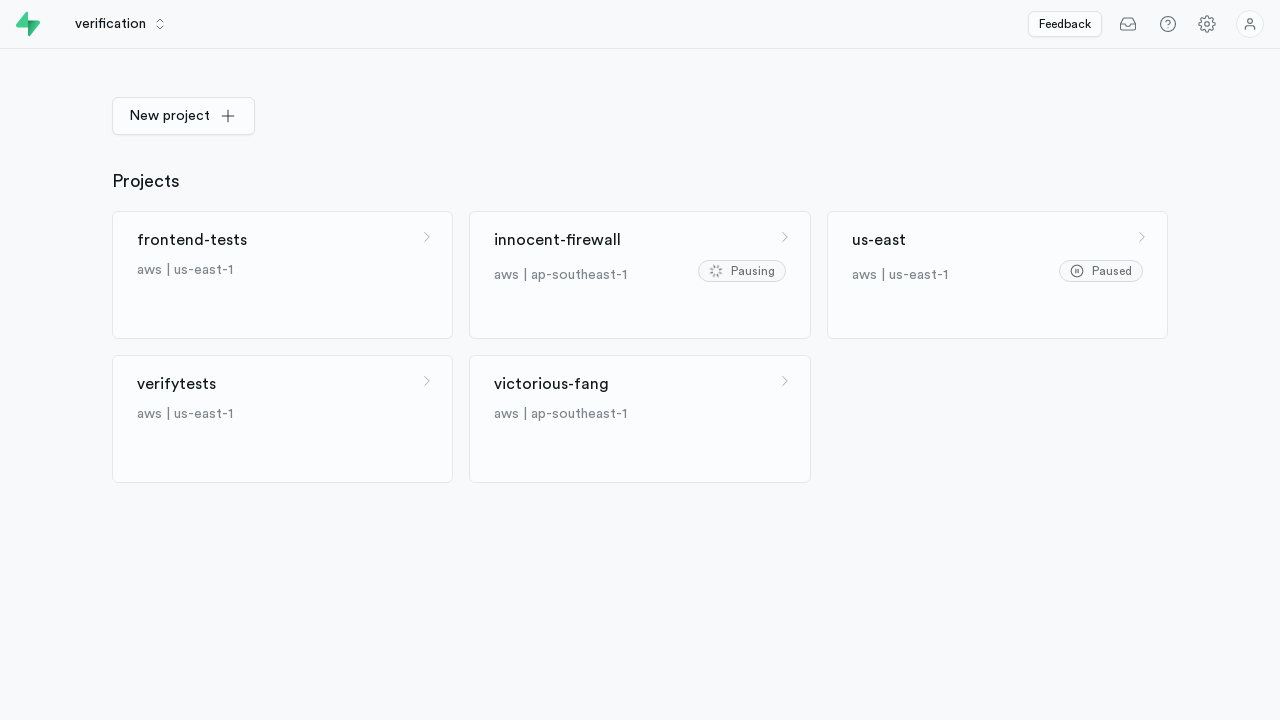 verification
Feedback
New project
Projects
frontend-tests
aws | us-east-1
innocent-firewall
aws | ap-southeast-1
Pausing
us-east
aws | us-east-1
Paused
verifytests
aws | us-east-1
victorious-fang
aws | ap-southeast-1